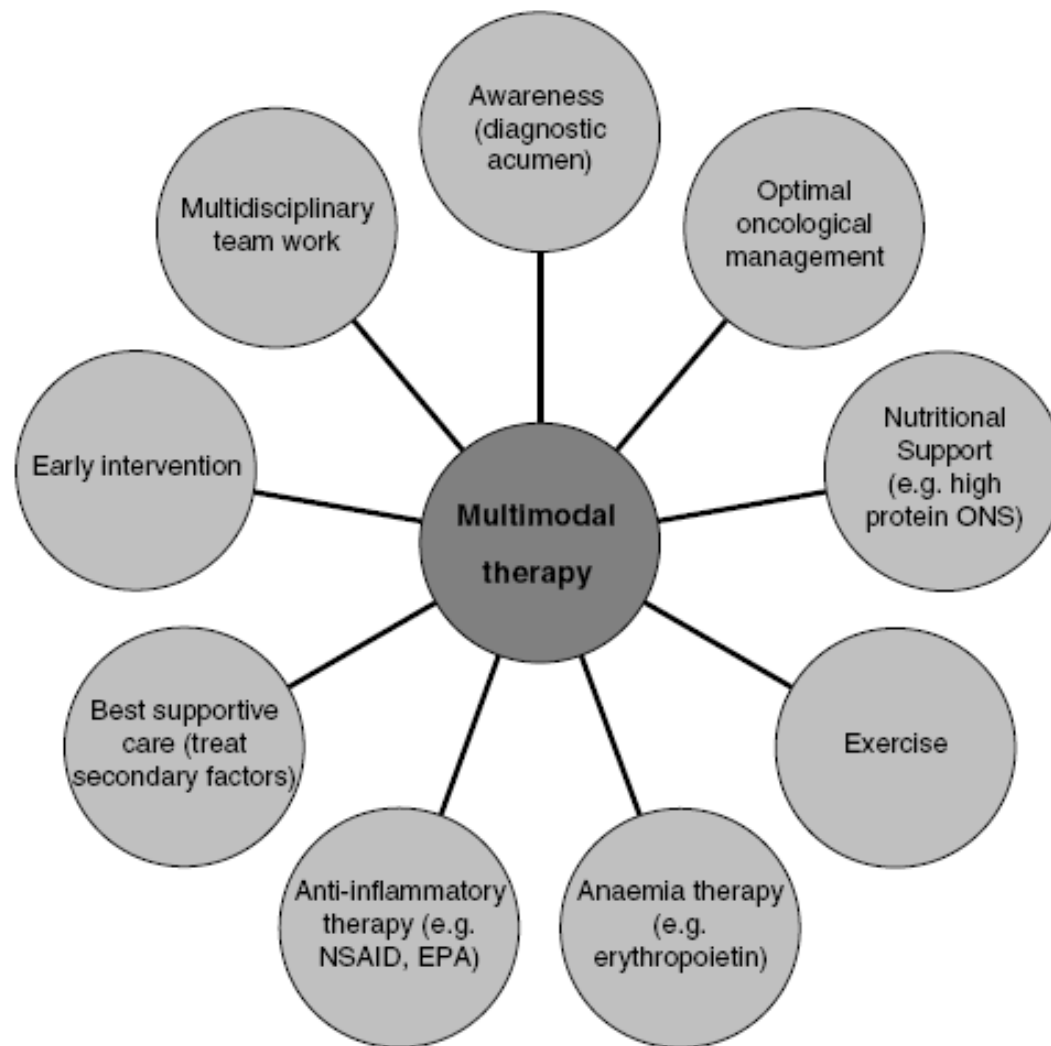 Awareness
(diagnostic
acumen)
Optimal
oncological
management
Nutritional
Support
(e.g. high
protein ONS)
Exercise
Anaemia therapy
(e.g.
erythropoietin)
Anti-inflammatory
therapy (e.g.
NSAID, EPA)
Best supportive
care (treat
secondary factors)
Early intervention
Multidisciplinary
team work
Multimodal
therapy